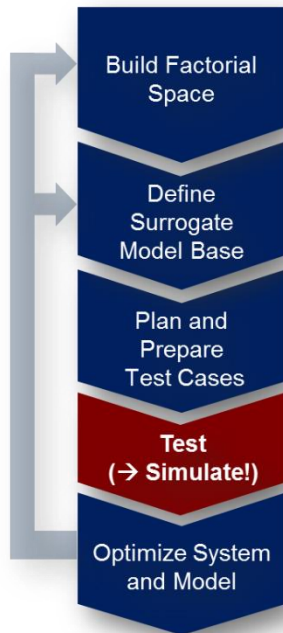 Build Factorial
Space
Define
Surrogate
Model Base
Plan and
Prepare
Test Cases
Test
(→ Simulate!)
Optimize System
and Model